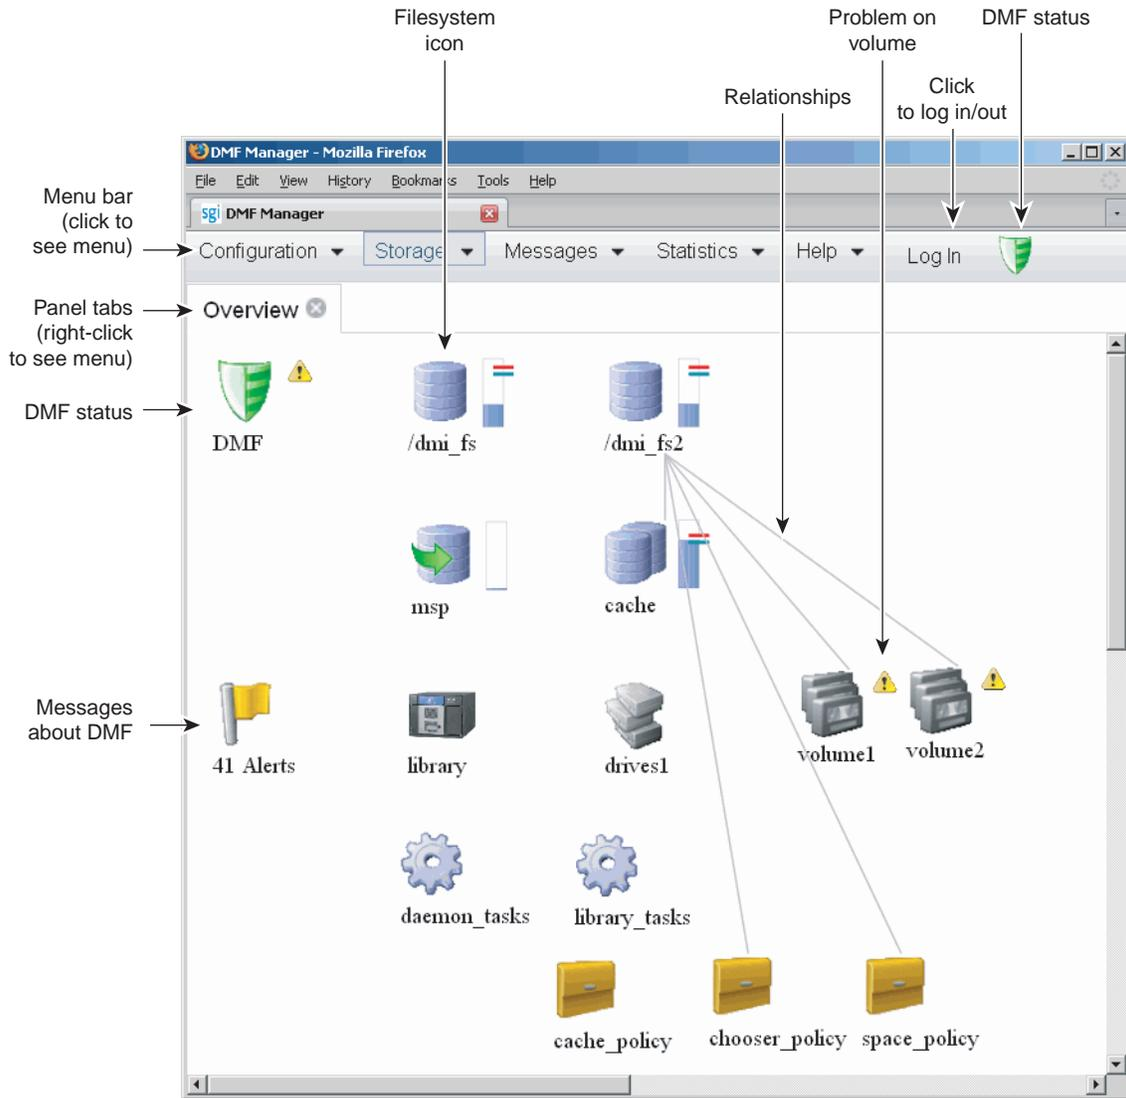 Filesystem
icon
Problem on
volume
DMF status
Relationships
Click
to log in/out
DMF Manager - Mozilla Firefox
File Edit View History Bookmarks Tools Help
sgi DMF Manager
Menu bar
(click to
see menu)
Configuration Storage Messages Statistics Help Log In
Panel tabs
(right-click
to see menu)
Overview
DMF status
DMF
/dmi_fs
/dmi_fs2
msp
cache
Messages
about DMF
41 Alerts
library
drives1
volume1
volume2
daemon_tasks
library_tasks
cache_policy
chooser_policy
space_policy